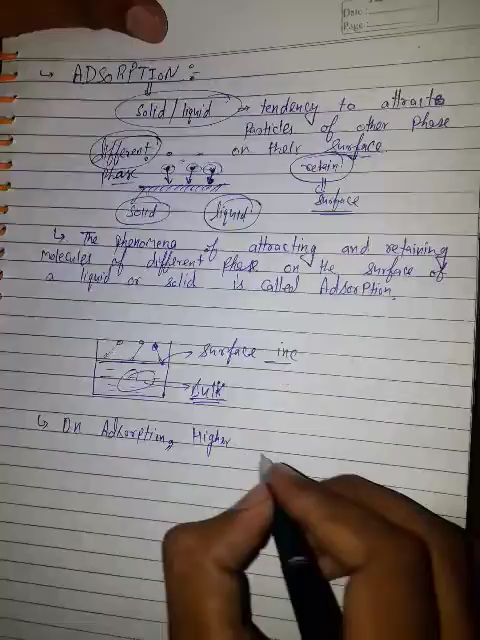 Date:
Page:
↳ ADSORPTION :-
Solid/liquid → tendency to attract
Particles of other Phase
on their surface
different
phase
retain
surface
Solid
liquid
↳ The phenomena of attracting and retaining
molecules of different phase on the surface of
a liquid or solid is called Adsorption.
→ Surface inc
→ Bulk
↳ On Adsorption, Higher